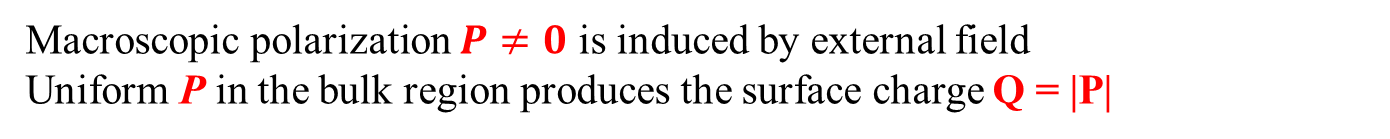 Macroscopic polarization P ≠ 0 is induced by external field
Uniform P in the bulk region produces the surface charge Q = |P|